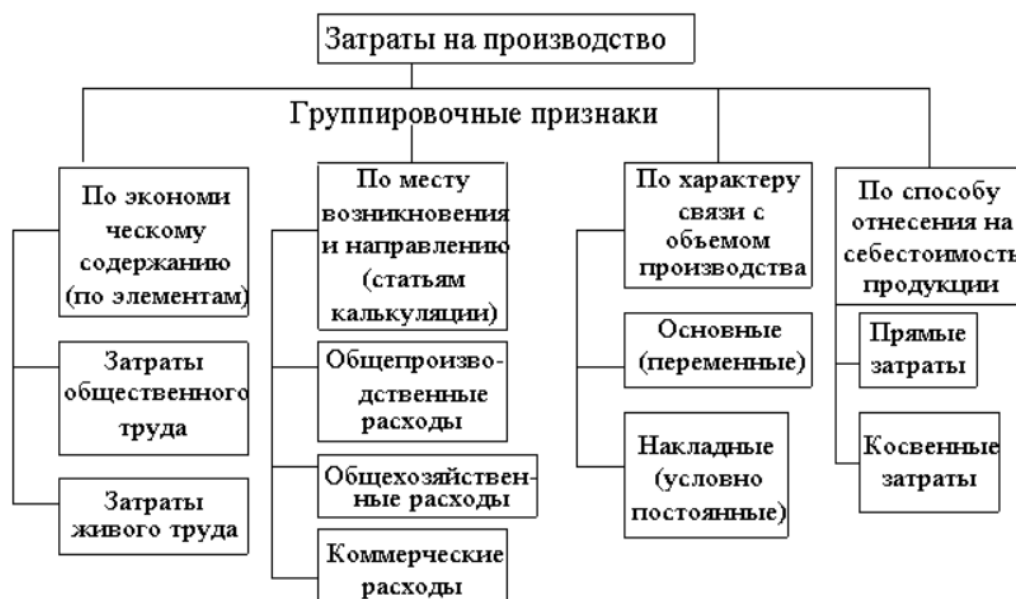 Затраты на производство
Группировочные признаки
По экономи
ческому
содержанию
(по элементам)
Затраты
общественного
труда
Затраты
живого труда
По месту
возникновения
и направлению
(статьям
калькуляции)
Общепроизво-
дственные
расходы
Общехозяйствен-
ные расходы
Коммерческие
расходы
По характеру
связи с
объемом
производства
Основные
(переменные)
Накладные
(условно
постоянные)
По способу
отнесения на
себестоимость
продукции
Прямые
затраты
Косвенные
затраты